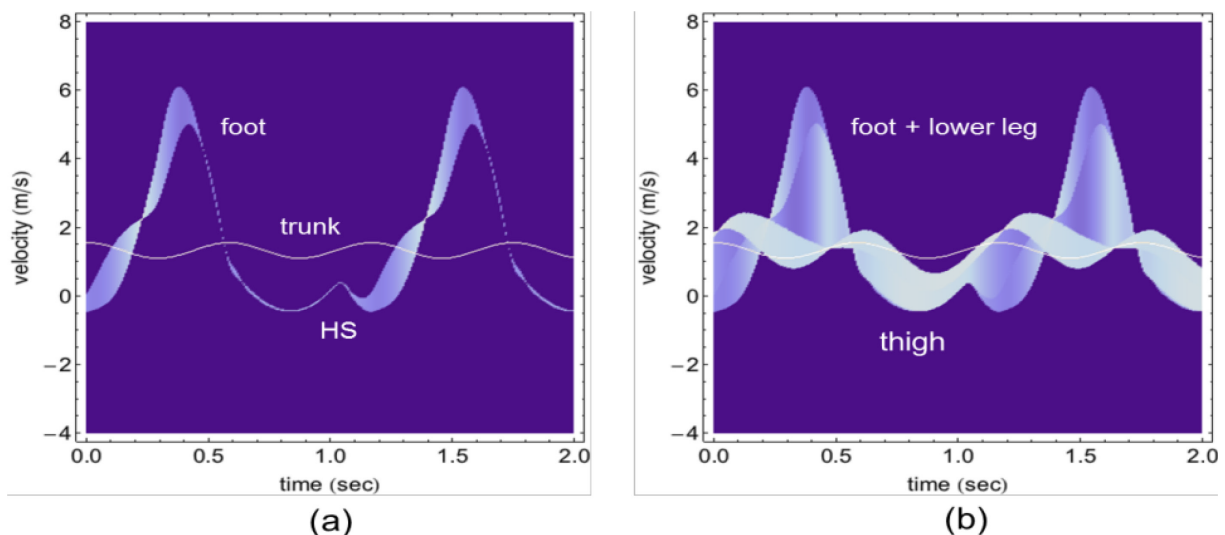 8
6
4
2
0
−2
−4
velocity (m/s)
foot
trunk
HS
0.0 0.5 1.0 1.5 2.0
time (sec)
(a)
8
6
4
2
0
−2
−4
velocity (m/s)
foot + lower leg
thigh
0.0 0.5 1.0 1.5 2.0
time (sec)
(b)